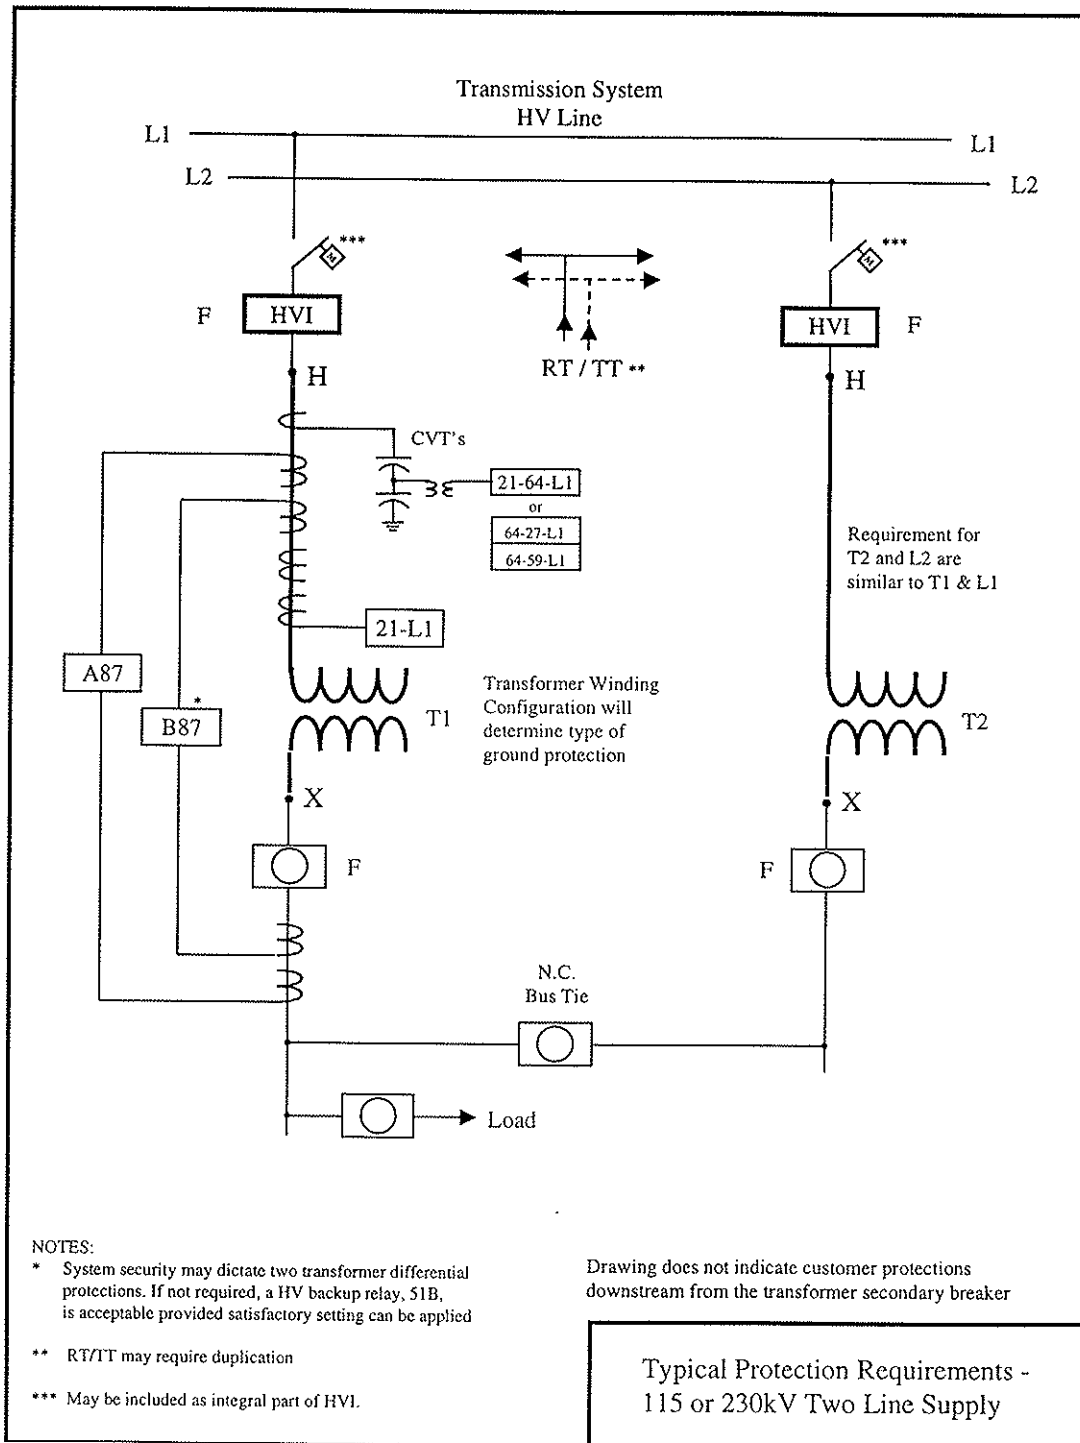 Transmission System
HV Line
L1
L1
L2
L2
***
M
***
M
F
HVI
HVI
F
RT / TT **
H
H
CVT's
21-64-L1
or
64-27-L1
64-59-L1
Requirement for
T2 and L2 are
similar to T1 & L1
21-L1
A87
*
B87
Transformer Winding
Configuration will
determine type of
ground protection
T1
T2
X
X
F
F
N.C.
Bus Tie
Load
NOTES:
* System security may dictate two transformer differential
protections. If not required, a HV backup relay, 51B,
is acceptable provided satisfactory setting can be applied
** RT/TT may require duplication
*** May be included as integral part of HVI.
Drawing does not indicate customer protections
downstream from the transformer secondary breaker
Typical Protection Requirements -
115 or 230kV Two Line Supply